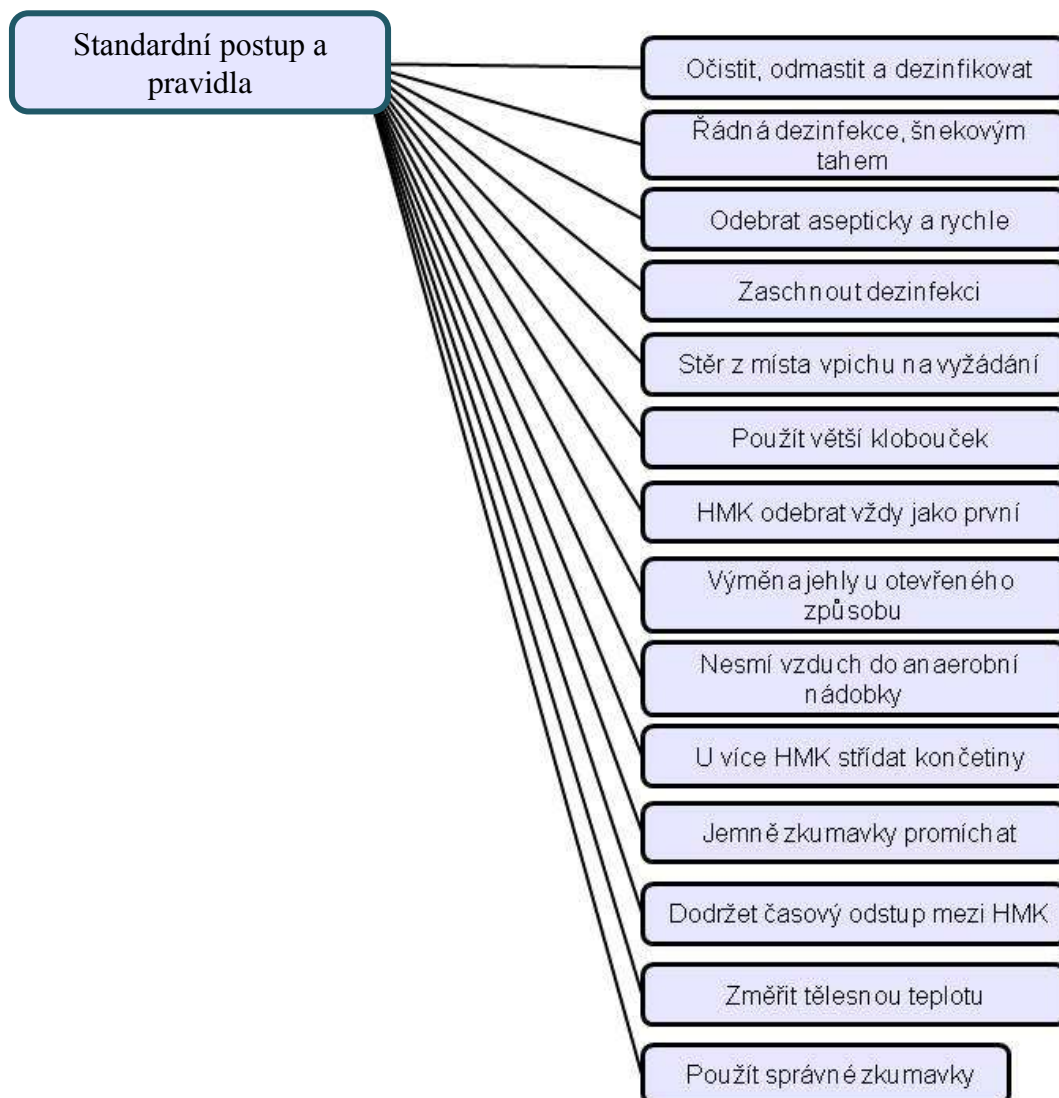 Standardní postup a
pravidla
Očistit, odmastit a dezinfikovat
Řádná dezinfekce, šnekovým
tahem
Odebrat asepticky a rychle
Zaschnout dezinfekci
Stěr z místa vpichu na vyžádání
Použít větší klobouček
HMK odebrat vždy jako první
Výměna jehly u otevřeného
způsobu
Nesmí vzduch do anaerobní
nádobky
U více HMK střídat končetiny
Jemně zkumavky promíchat
Dodržet časový odstup mezi HMK
Změřit tělesnou teplotu
Použít správné zkumavky